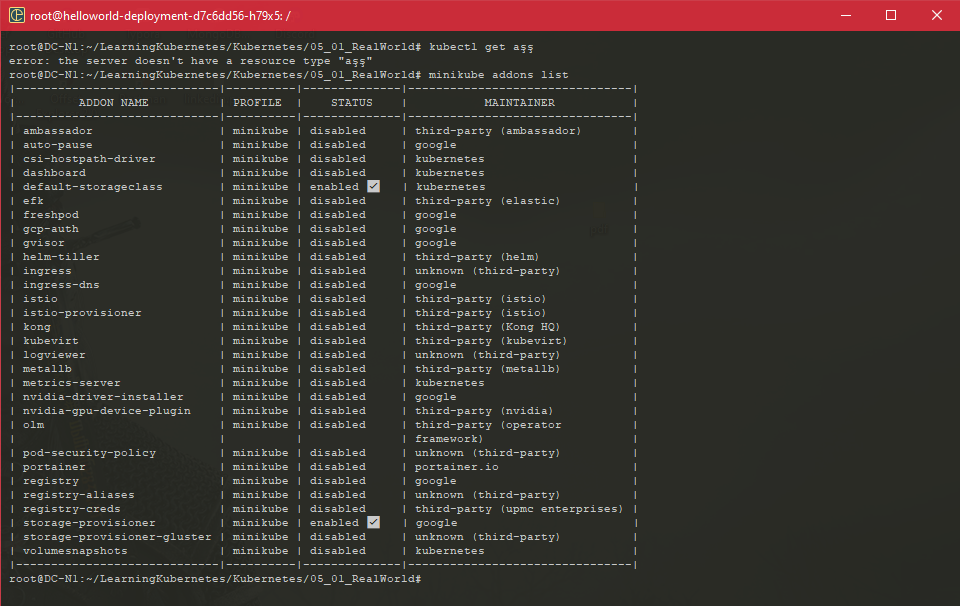 root@helloworld-deployment-d7c6dd56-h79x5: /
root@DC-N1:~/LearningKubernetes/Kubernetes/05_01_RealWorld# kubectl get aşş
error: the server doesn't have a resource type "aşş"
root@DC-N1:~/LearningKubernetes/Kubernetes/05_01_RealWorld# minikube addons list
|-----------------------------|----------|--------------|--------------------------------|
| ADDON NAME | PROFILE | STATUS | MAINTAINER |
|-----------------------------|----------|--------------|--------------------------------|
| ambassador | minikube | disabled | third-party (ambassador) |
| auto-pause | minikube | disabled | google |
| csi-hostpath-driver | minikube | disabled | kubernetes |
| dashboard | minikube | disabled | kubernetes |
| default-storageclass | minikube | enabled ✅ | kubernetes |
| efk | minikube | disabled | third-party (elastic) |
| freshpod | minikube | disabled | google |
| gcp-auth | minikube | disabled | google |
| gvisor | minikube | disabled | google |
| helm-tiller | minikube | disabled | third-party (helm) |
| ingress | minikube | disabled | unknown (third-party) |
| ingress-dns | minikube | disabled | google |
| istio | minikube | disabled | third-party (istio) |
| istio-provisioner | minikube | disabled | third-party (istio) |
| kong | minikube | disabled | third-party (Kong HQ) |
| kubevirt | minikube | disabled | third-party (kubevirt) |
| logviewer | minikube | disabled | unknown (third-party) |
| metallb | minikube | disabled | third-party (metallb) |
| metrics-server | minikube | disabled | kubernetes |
| nvidia-driver-installer | minikube | disabled | google |
| nvidia-gpu-device-plugin | minikube | disabled | third-party (nvidia) |
| olm | minikube | disabled | third-party (operator |
| | | | framework) |
| pod-security-policy | minikube | disabled | unknown (third-party) |
| portainer | minikube | disabled | portainer.io |
| registry | minikube | disabled | google |
| registry-aliases | minikube | disabled | unknown (third-party) |
| registry-creds | minikube | disabled | third-party (upmc enterprises) |
| storage-provisioner | minikube | enabled ✅ | google |
| storage-provisioner-gluster | minikube | disabled | unknown (third-party) |
| volumesnapshots | minikube | disabled | kubernetes |
|-----------------------------|----------|--------------|--------------------------------|
root@DC-N1:~/LearningKubernetes/Kubernetes/05_01_RealWorld#